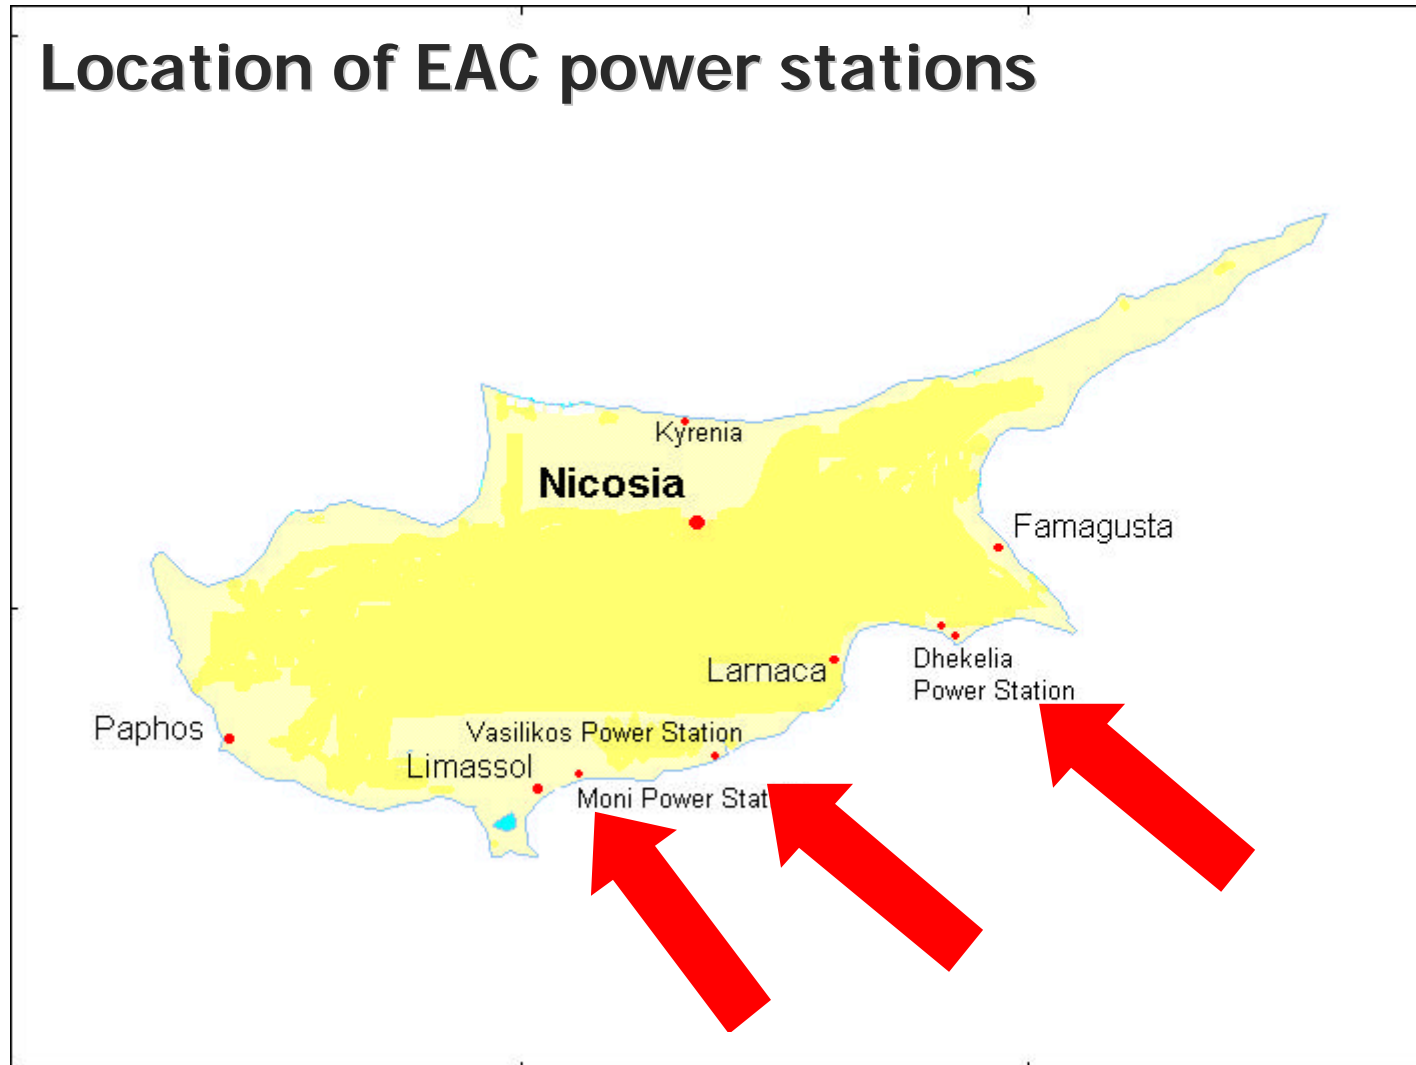 Location of EAC power stations
Kyrenia
Nicosia
Famagusta
Dhekelia
Power Station
Larnaca
Paphos
Vasilikos Power Station
Limassol
Moni Power Stat